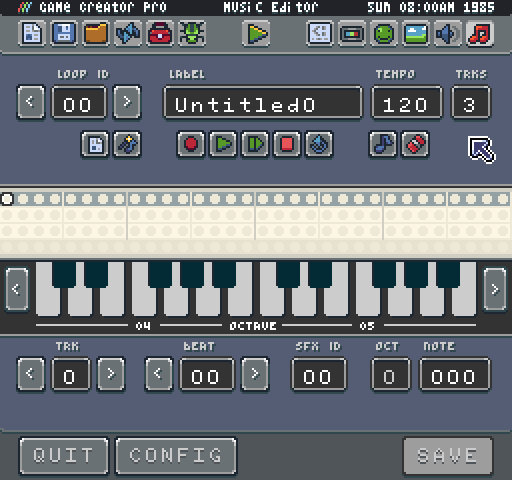 Game Creator Pro Music Editor SUN 08:00AM 1985
LOOP ID LABEL TEMPO TRKS
< 00 > Untitled0 120 3
< >
04 OCTAVE 05
TRK BEAT SFX ID OCT NOTE
< 0 > < 00 > 00 0 000
QUIT CONFIG SAVE